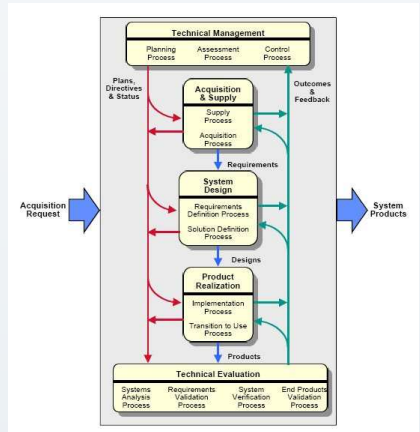 Technical Management
Planning Process
Assessment Process
Control Process
Plans, Directives & Status
Outcomes & Feedback
Acquisition & Supply
Supply Process
Acquisition Process
Requirements
System Design
Requirements Definition Process
Solution Definition Process
Acquisition Request
System Products
Designs
Product Realization
Implementation Process
Transition to Use Process
Products
Technical Evaluation
Systems Analysis Process
Requirements Validation Process
System Verification Process
End Products Validation Process